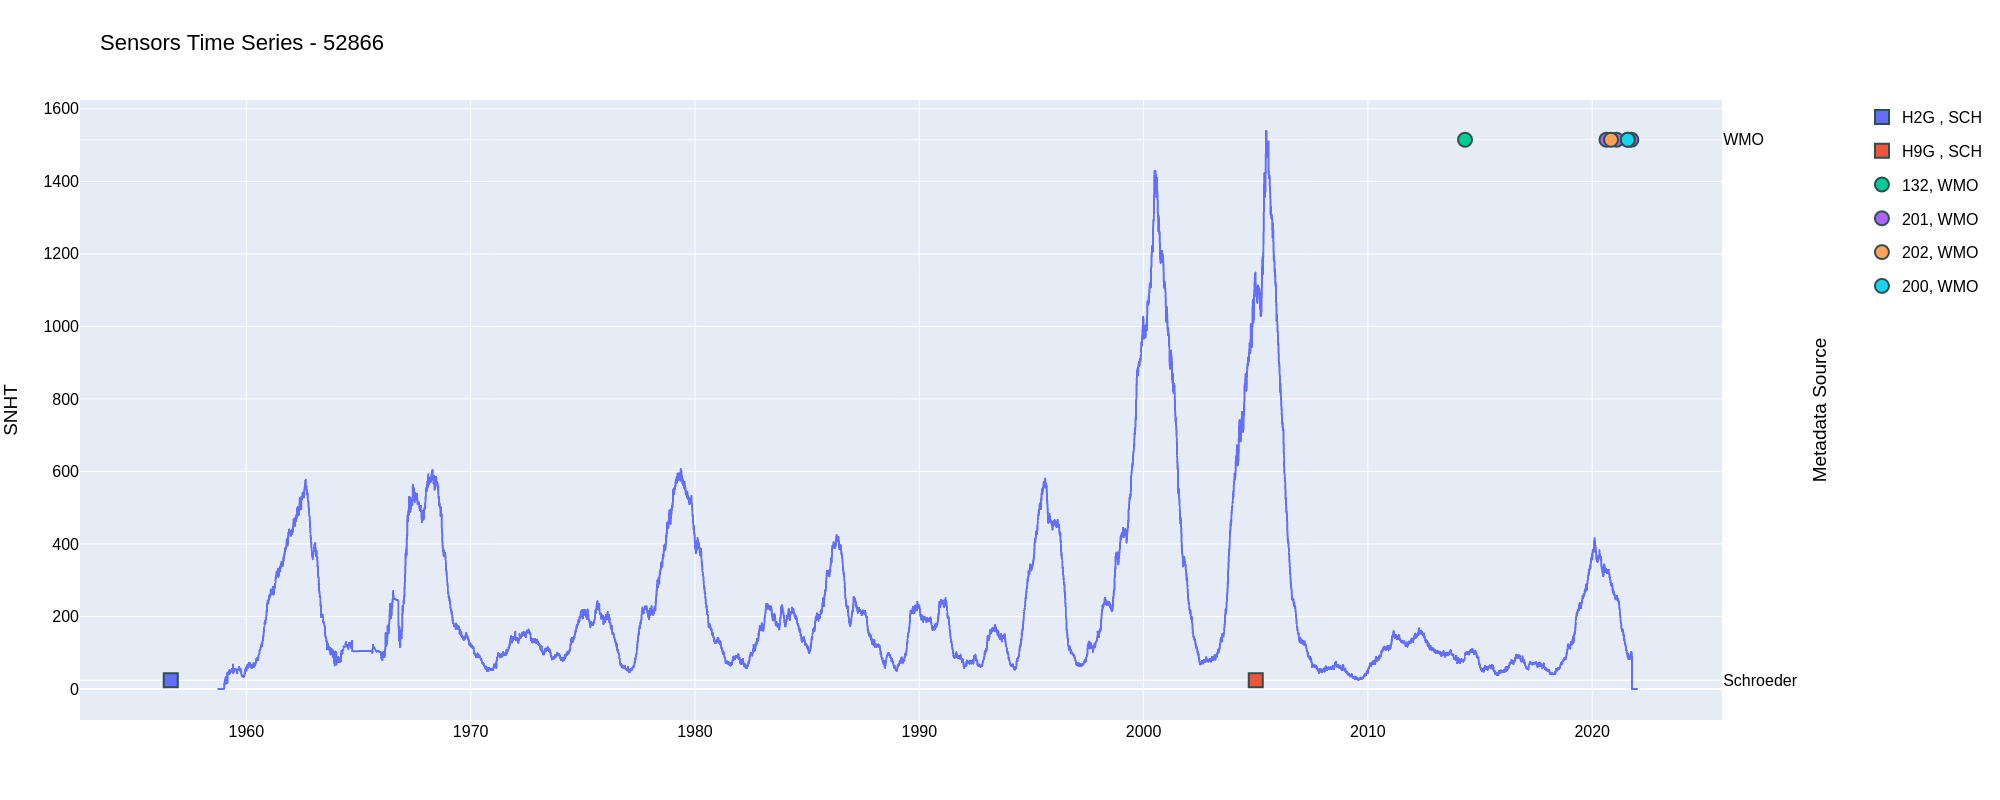 Sensors Time Series - 52866
1600
1400
1200
1000
800
600
400
200
0
SNHT
1960
1970
1980
1990
2000
2010
2020
WMO
Schroeder
Metadata Source
H2G , SCH
H9G , SCH
132, WMO
201, WMO
202, WMO
200, WMO